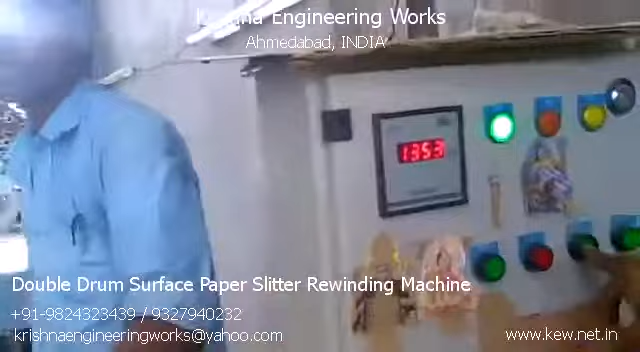 Krishna Engineering Works
Ahmedabad, INDIA
1353
Double Drum Surface Paper Slitter Rewinding Machine
+91-9824323439 / 9327940232
krishnaengineeringworks@yahoo.com
www.kew.net.in